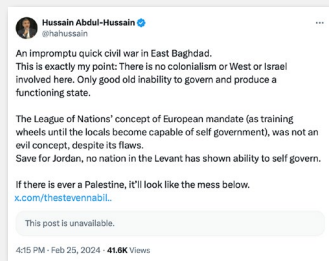 Hussain Abdul-Hussain
@hahussain
An impromptu quick civil war in East Baghdad.
This is exactly my point: There is no colonialism or West or Israel
involved here. Only good old inability to govern and produce a
functioning state.
The League of Nations' concept of European mandate (as training
wheels until the locals become capable of self government), was not an
evil concept, despite its flaws.
Save for Jordan, no nation in the Levant has shown ability to self govern.
If there is ever a Palestine, it'll look like the mess below.
x.com/thestevennabil..
This post is unavailable.
4:15 PM · Feb 25, 2024 · 41.6K Views